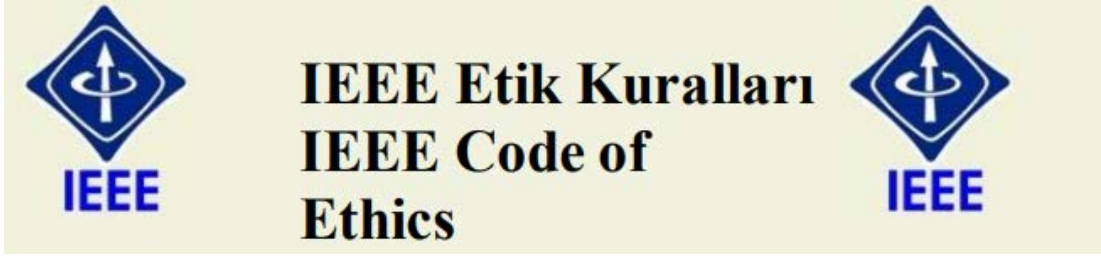 IEEE Etik Kuralları
IEEE Code of
Ethics
IEEE
IEEE